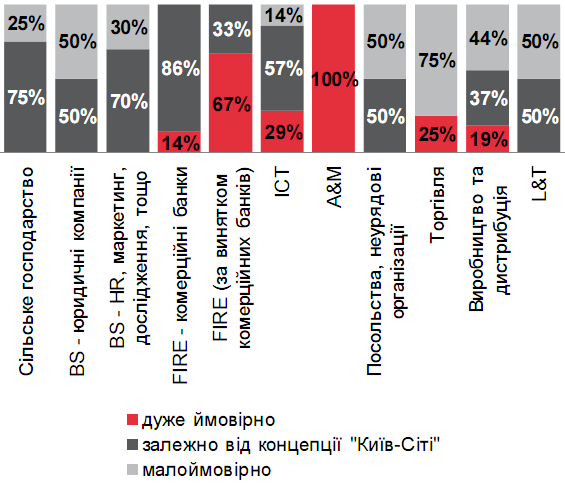 25%
75%
50%
50%
30%
70%
86%
14%
33%
67%
14%
57%
29%
100%
50%
50%
75%
25%
44%
37%
19%
50%
50%
Сільське господарство
BS - юридичні компанії
BS - HR, маркетинг,
дослідження, тощо
FIRE - комерційні банки
FIRE (за винятком
комерційних банків)
ICT
A&M
Посольства, неурядові
організації
Торгівля
Виробництво та
дистрибуція
L&T
дуже ймовірно
залежно від концепції "Київ-Сіті"
малоймовірно